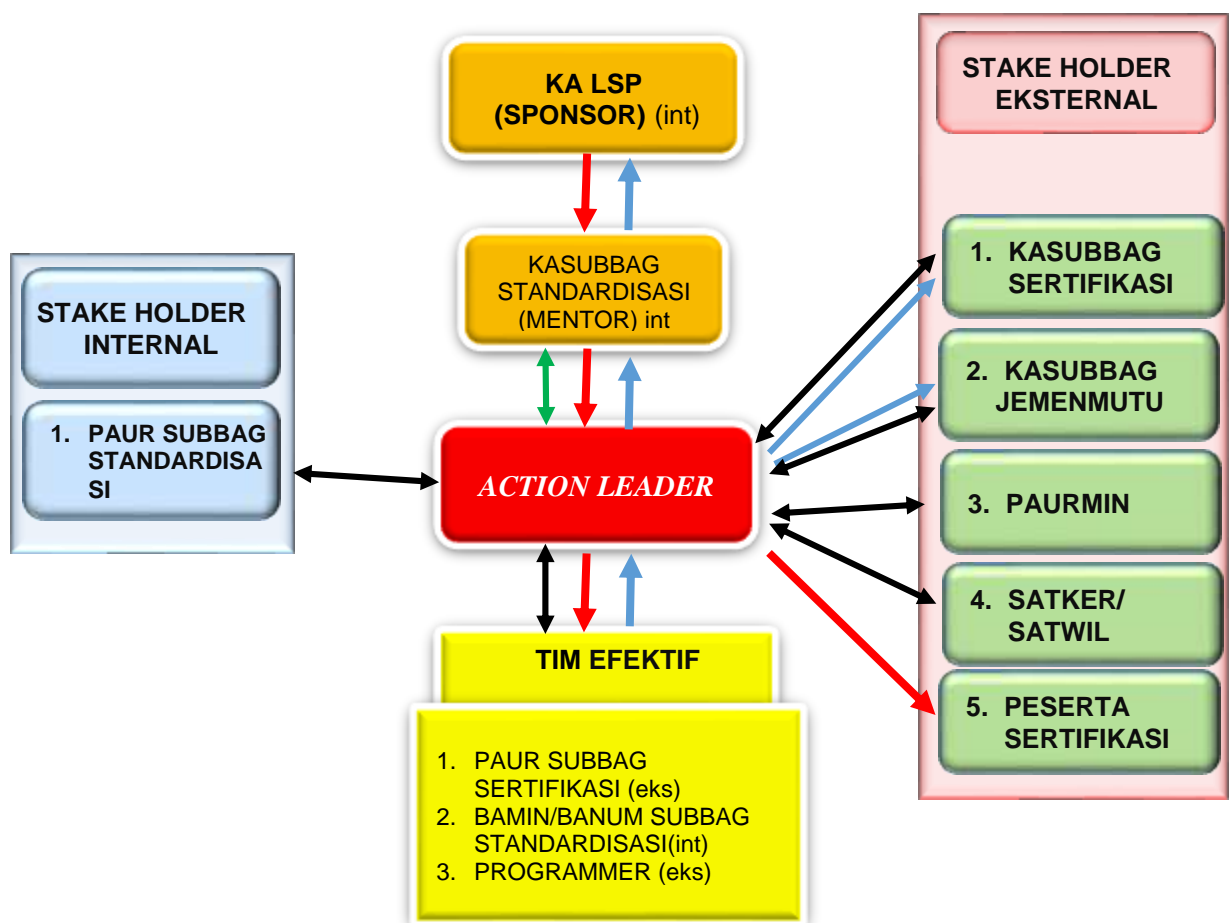 KA LSP
(SPONSOR) (int)
KASUBBAG
STANDARDISASI
(MENTOR) int
STAKE HOLDER
INTERNAL
1. PAUR SUBBAG
STANDARDISA
SI
ACTION LEADER
TIM EFEKTIF
1. PAUR SUBBAG
SERTIFIKASI (eks)
2. BAMIN/BANUM SUBBAG
STANDARDISASI(int)
3. PROGRAMMER (eks)
STAKE HOLDER
EKSTERNAL
1. KASUBBAG
SERTIFIKASI
2. KASUBBAG
JEMENMUTU
3. PAURMIN
4. SATKER/
SATWIL
5. PESERTA
SERTIFIKASI